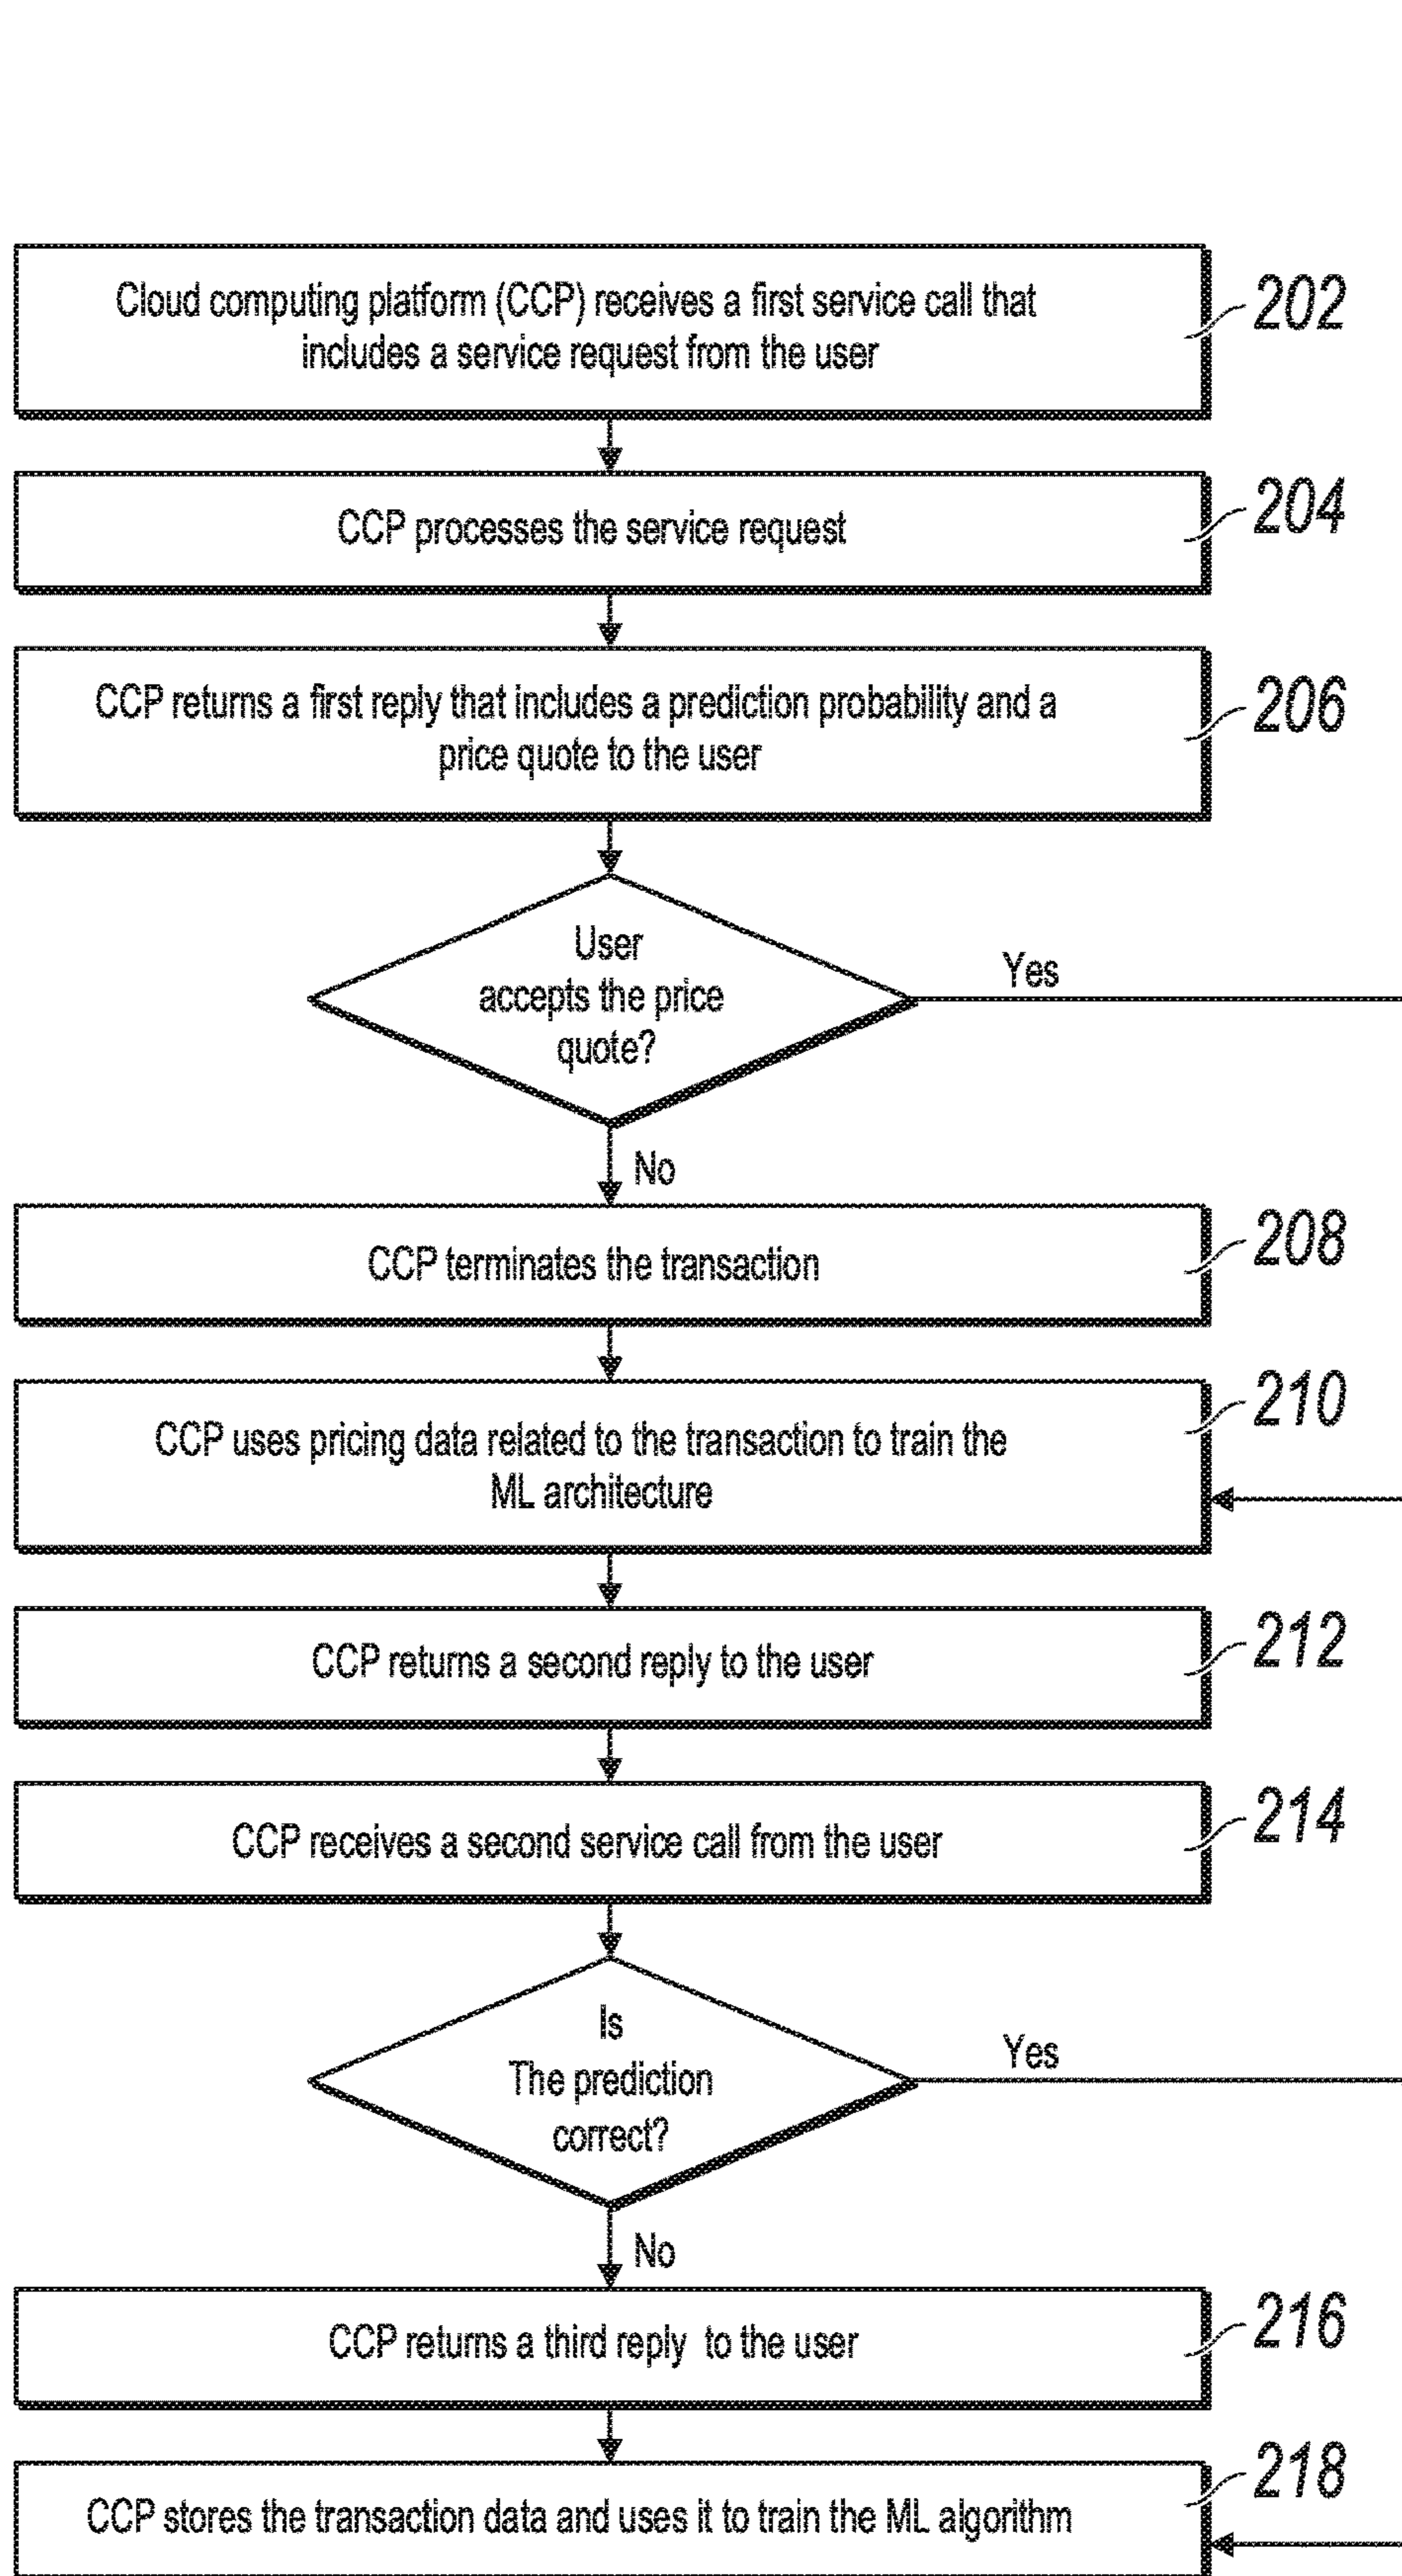 Cloud computing platform (CCP) receives a first service call that
includes a service request from the user
202
CCP processes the service request
204
CCP returns a first reply that includes a prediction probability and a
price quote to the user
206
User
accepts the price
quote?
Yes
No
CCP terminates the transaction
208
CCP uses pricing data related to the transaction to train the
ML architecture
210
CCP returns a second reply to the user
212
CCP receives a second service call from the user
214
Is
The prediction
correct?
Yes
No
CCP returns a third reply to the user
216
CCP stores the transaction data and uses it to train the ML algorithm
218